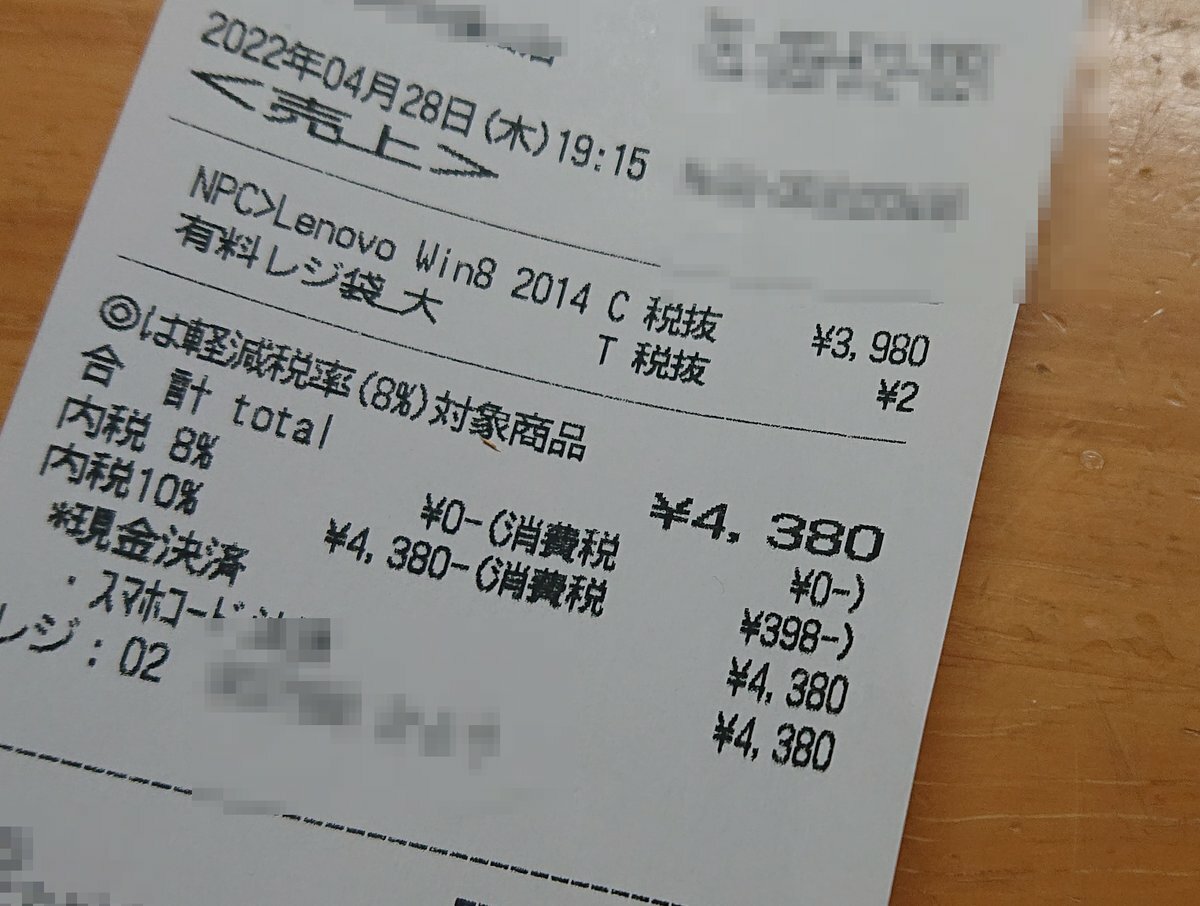 2022年04月28日(木)19:15
<売上>
NPC>Lenovo Win8 2014 C 税抜 ¥3,980
有料レジ袋_大 T 税抜 ¥2
◎は軽減税率(8%)対象商品
合 計 total ¥4,380
内税 8% ¥0-(消費税 ¥0-)
内税10% ¥4,380-(消費税 ¥398-)
*現金決済 ¥4,380
・スマホコード ¥4,380
レジ:02